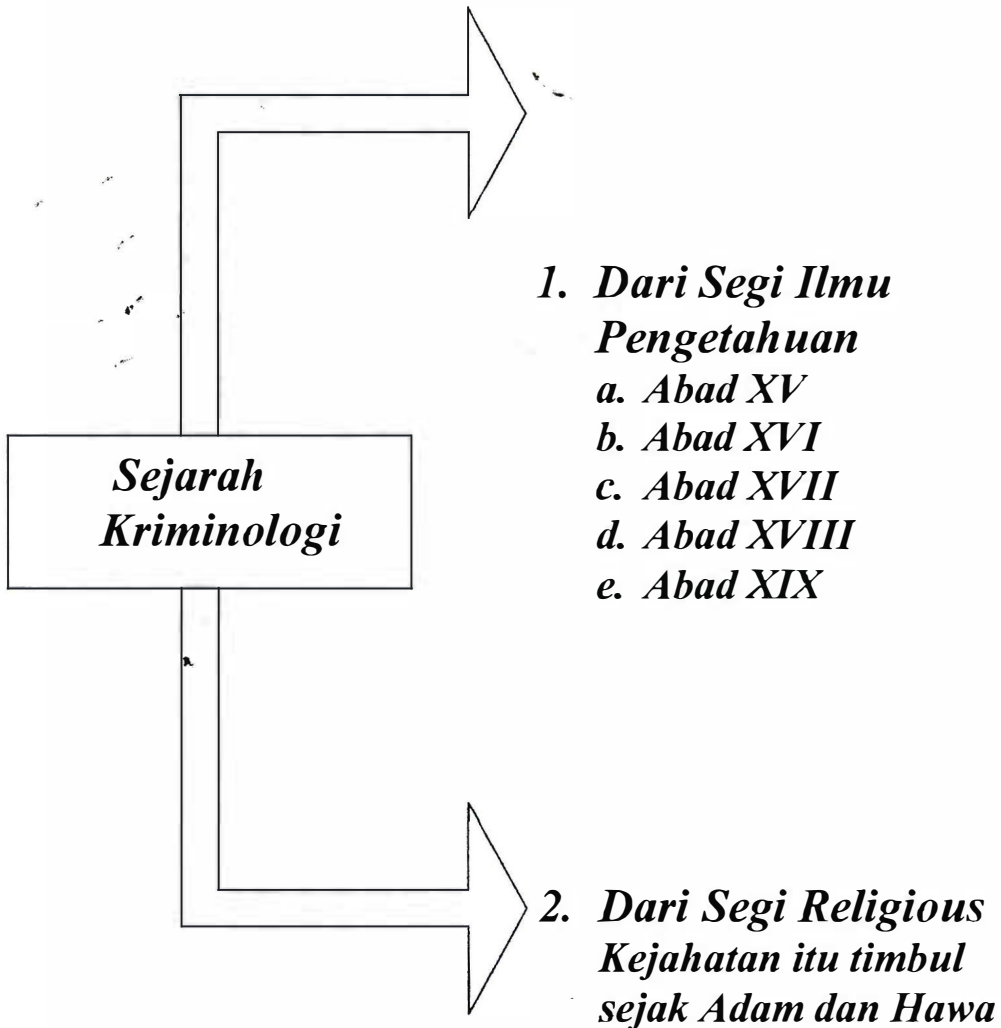 Sejarah
Kriminologi
1. Dari Segi Ilmu
Pengetahuan
a. Abad XV
b. Abad XVI
c. Abad XVII
d. Abad XVIII
e. Abad XIX
2. Dari Segi Religious
Kejahatan itu timbul
sejak Adam dan Hawa